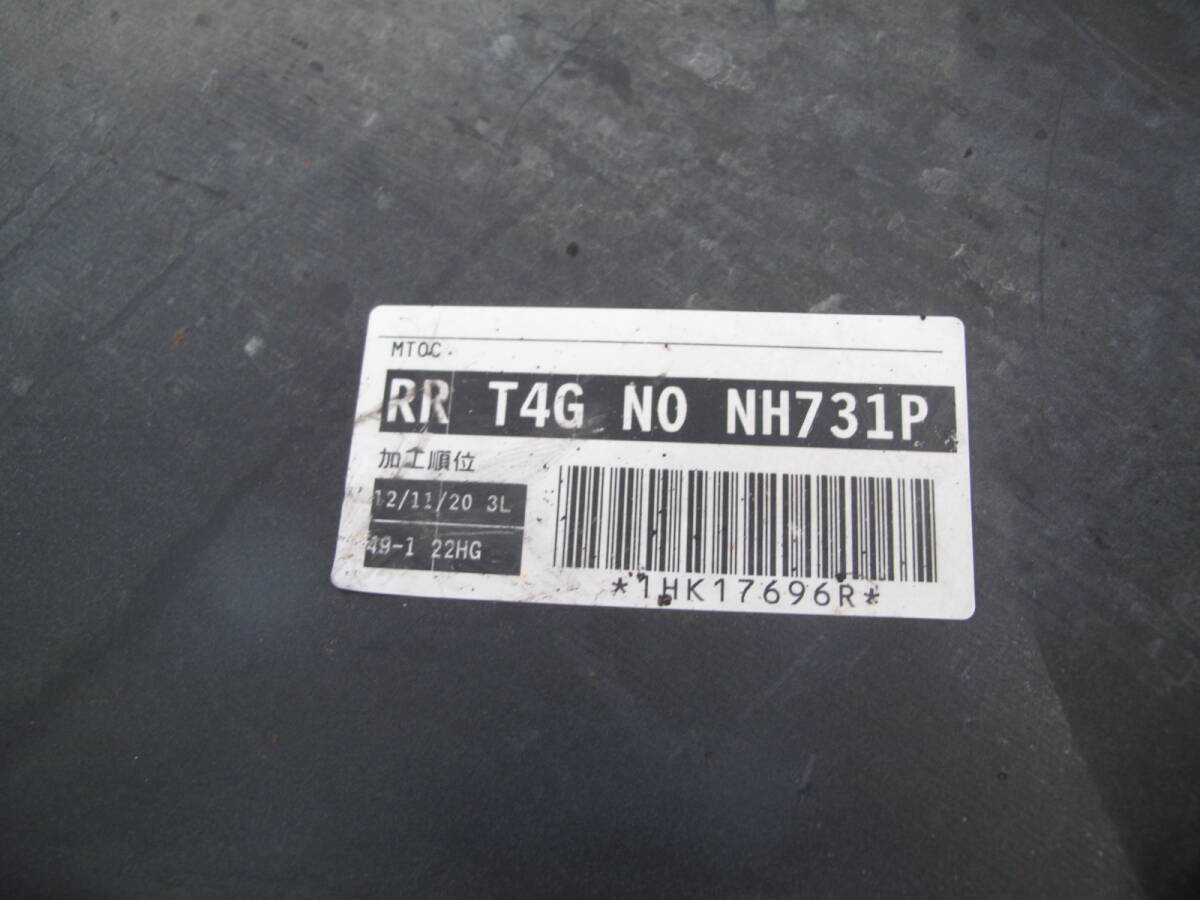 MTOC
RR T4G NO NH731P
加工順位
12/11/20 3L
49-1 22HG
*1HK17696R*